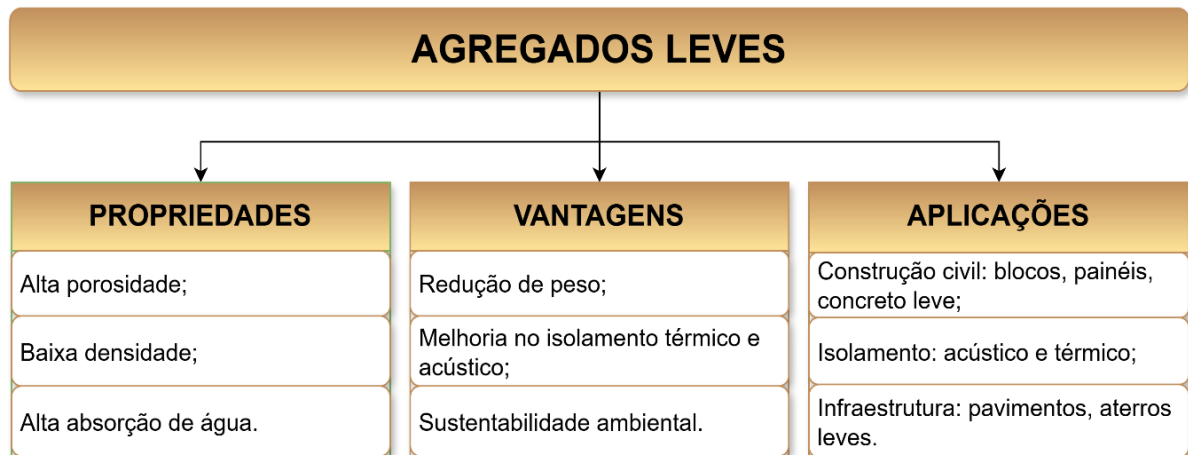 AGREGADOS LEVES
PROPRIEDADES
Alta porosidade;
Baixa densidade;
Alta absorção de água.
VANTAGENS
Redução de peso;
Melhoria no isolamento térmico e
acústico;
Sustentabilidade ambiental.
APLICAÇÕES
Construção civil: blocos, painéis,
concreto leve;
Isolamento: acústico e térmico;
Infraestrutura: pavimentos, aterros
leves.